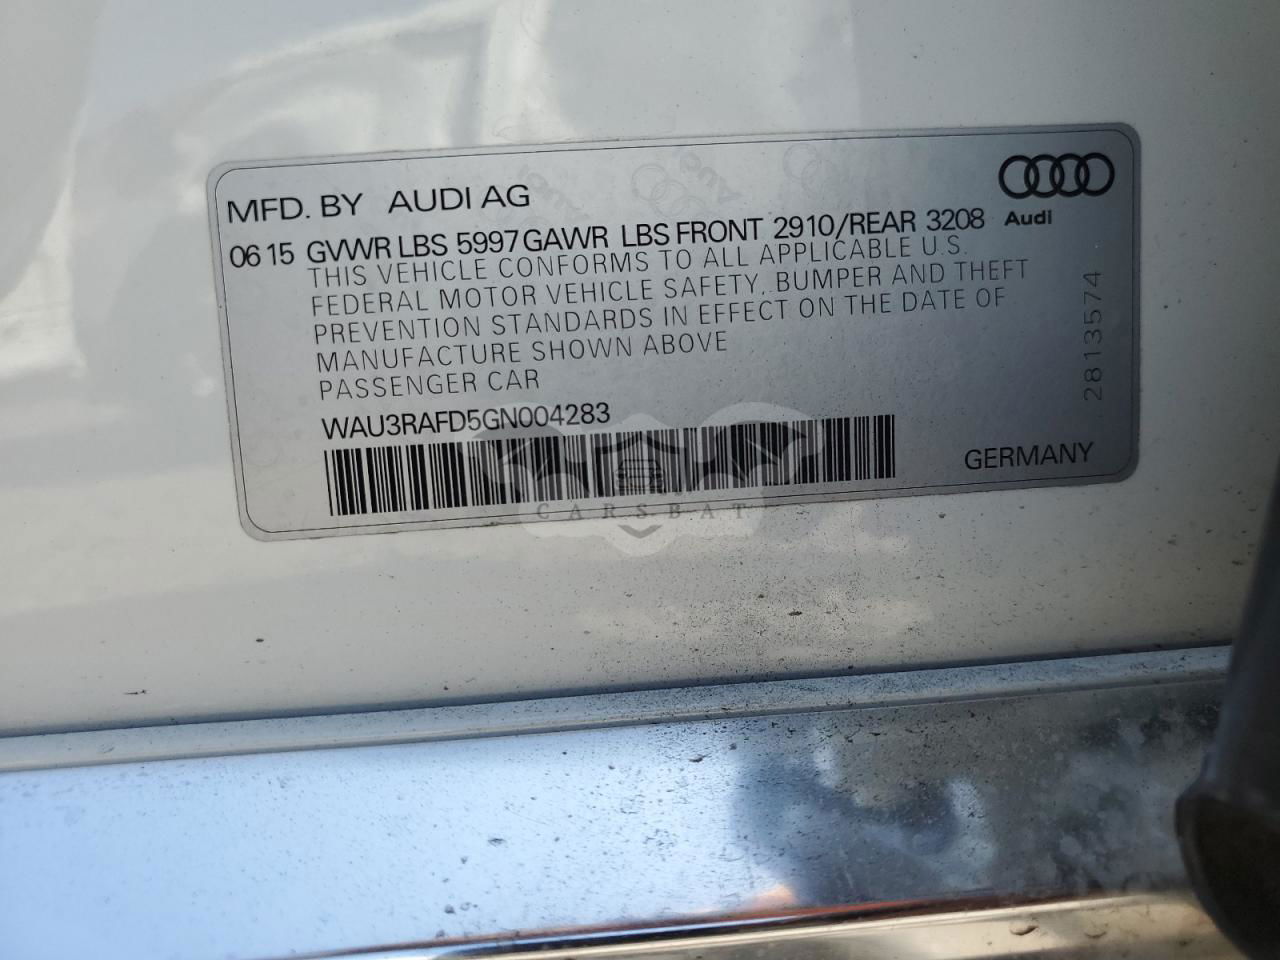 MFD. BY AUDI AG
06 15 GVWR LBS 5997 GAWR LBS FRONT 2910/REAR 3208
Audi
THIS VEHICLE CONFORMS TO ALL APPLICABLE U.S.
FEDERAL MOTOR VEHICLE SAFETY, BUMPER AND THEFT
PREVENTION STANDARDS IN EFFECT ON THE DATE OF
MANUFACTURE SHOWN ABOVE
PASSENGER CAR
WAU3RAFD5GN004283
GERMANY
2813574
CARSBAT